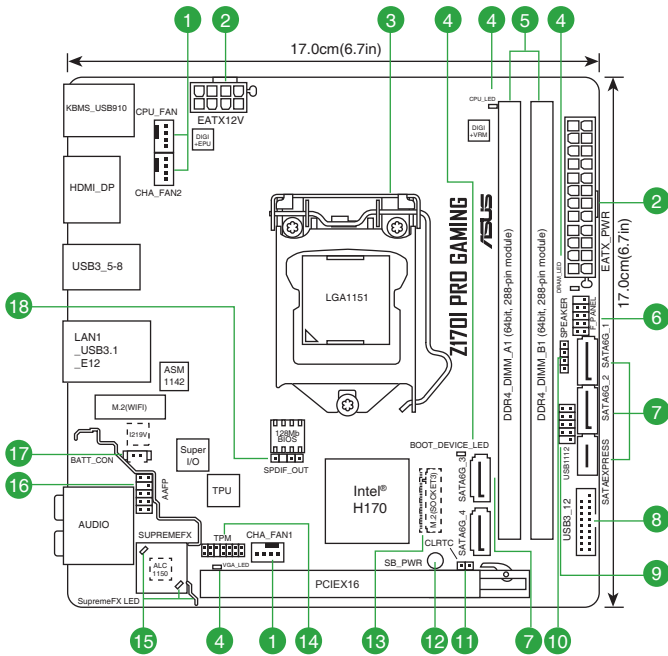 1
2
3
4
4
5
4
17.0cm(6.7in)
KBMS_USB910
CPU_FAN
EATX12V
DIGI
+EPU
CHA_FAN2
CPU_LED
DIGI
+VRM
HDMI_DP
2
EATX_PWR
17.0cm(6.7in)
USB3_5-8
LGA1151
Z170I PRO GAMING
ASUS
DDR4_DIMM_A1 (64bit, 288-pin module)
DDR4_DIMM_B1 (64bit, 288-pin module)
DRAM_LED
SPEAKER
F_PANEL
6
18
LAN1
_USB3.1
_E12
ASM
1142
SATA6G_1
SATA6G_2
7
M.2(WIFI)
I219V
128Mb
BIOS
SPDIF_OUT
BOOT_DEVICE_LED
USB1112
SATAEXPRESS
17
BATT_CON
Super
I/O
TPU
Intel®
H170
M.2(SOCKET3)
SATA6G_3
SATA6G_4
USB3_12
8
16
AAFP
AUDIO
SUPREMEFX
ALC
1150
TPM
CHA_FAN1
CLRTC
SB_PWR
9
VGA_LED
PCIEX16
SupremeFX LED
15
4
1
14
13
12
11
7
10